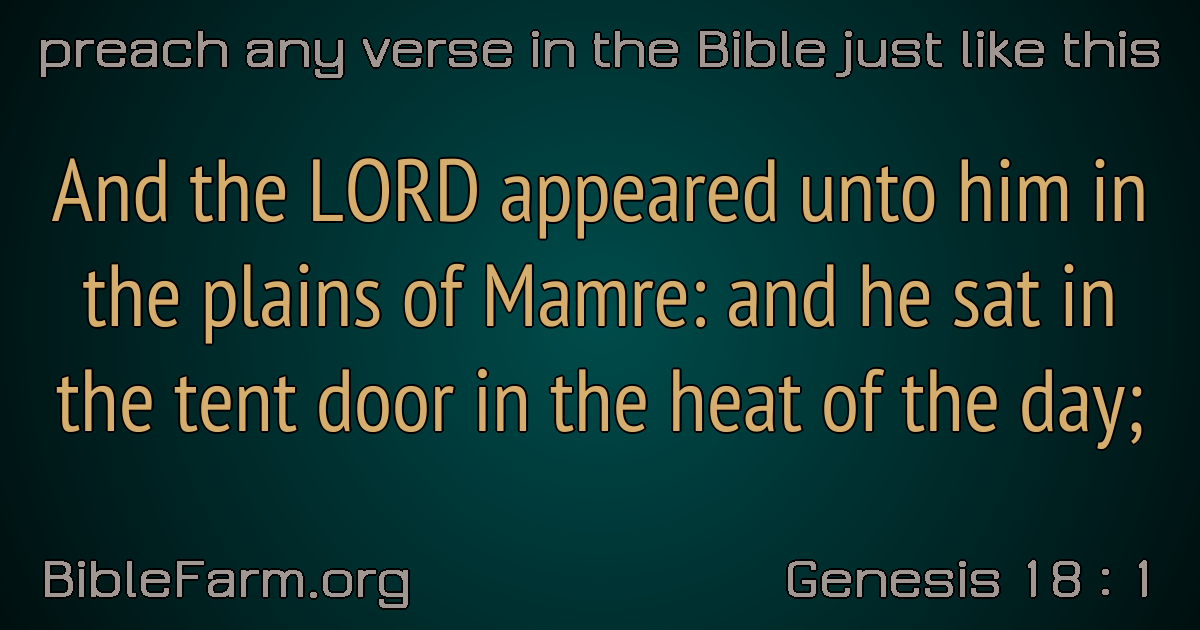 preach any verse in the Bible just like this
And the LORD appeared unto him in
the plains of Mamre: and he sat in
the tent door in the heat of the day;
BibleFarm.org
Genesis 18 : 1